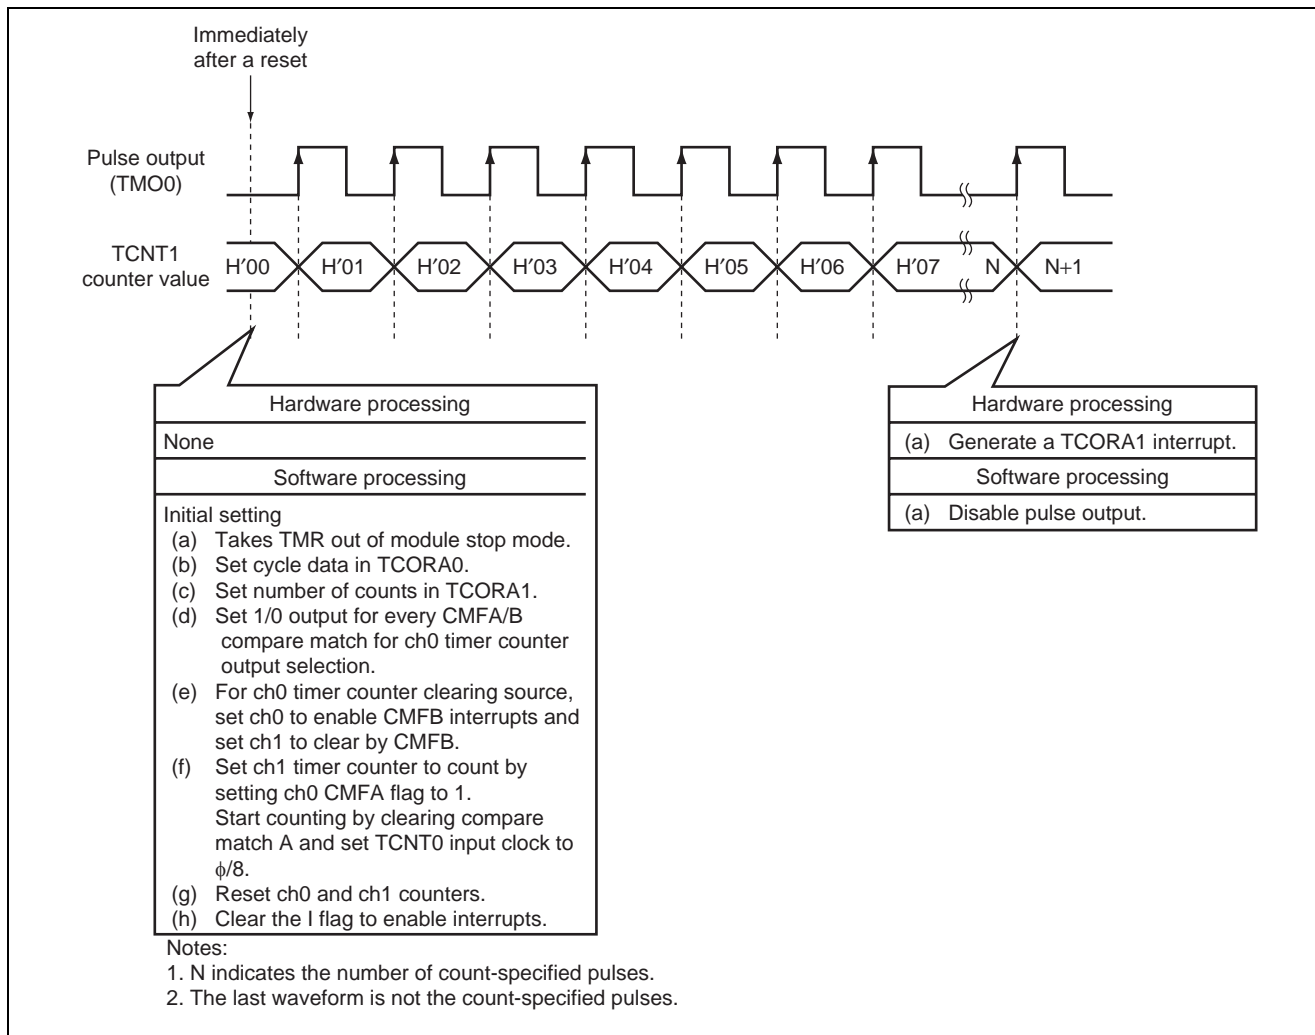 Immediately
after a reset
Pulse output
(TMO0)
TCNT1
counter value
H′00 H′01 H′02 H′03 H′04 H′05 H′06 H′07 N N+1
Hardware processing
None
Software processing
Initial setting
(a) Takes TMR out of module stop mode.
(b) Set cycle data in TCORA0.
(c) Set number of counts in TCORA1.
(d) Set 1/0 output for every CMFA/B
compare match for ch0 timer counter
output selection.
(e) For ch0 timer counter clearing source,
set ch0 to enable CMFB interrupts and
set ch1 to clear by CMFB.
(f) Set ch1 timer counter to count by
setting ch0 CMFA flag to 1.
Start counting by clearing compare
match A and set TCNT0 input clock to
ϕ/8.
(g) Reset ch0 and ch1 counters.
(h) Clear the I flag to enable interrupts.
Hardware processing
(a) Generate a TCORA1 interrupt.
Software processing
(a) Disable pulse output.
Notes:
1. N indicates the number of count-specified pulses.
2. The last waveform is not the count-specified pulses.